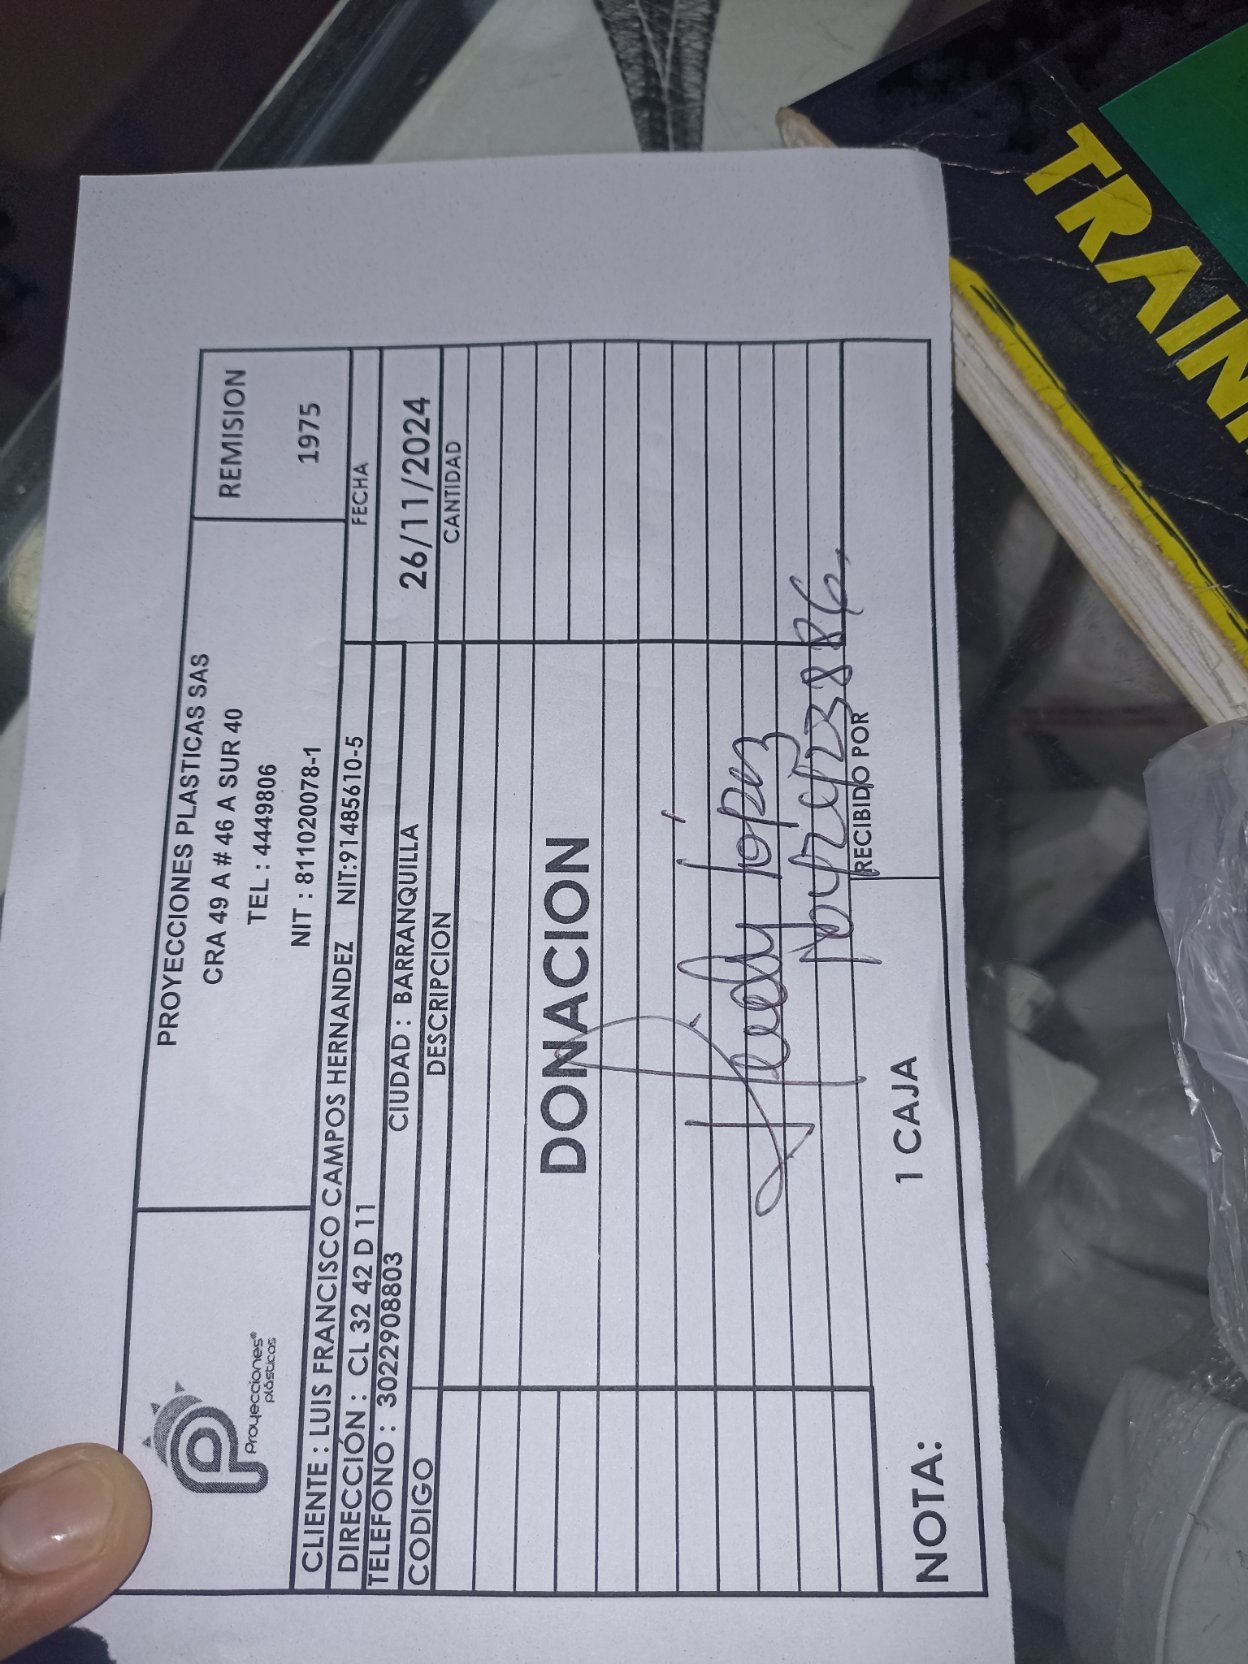 PROYECCIONES PLASTICAS SAS
CRA 49 A # 46 A SUR 40
TEL : 4449806
NIT : 811020078-1
REMISION
1975
Proyecciones®
plásticas
CLIENTE : LUIS FRANCISCO CAMPOS HERNANDEZ NIT:91485610-5
FECHA
DIRECCIÓN : CL 32 42 D 11
TELEFONO : 3022908803
CIUDAD : BARRANQUILLA
26/11/2024
CODIGO
DESCRIPCION
CANTIDAD
DONACION
López
RECIBIDO POR
NOTA:
1 CAJA